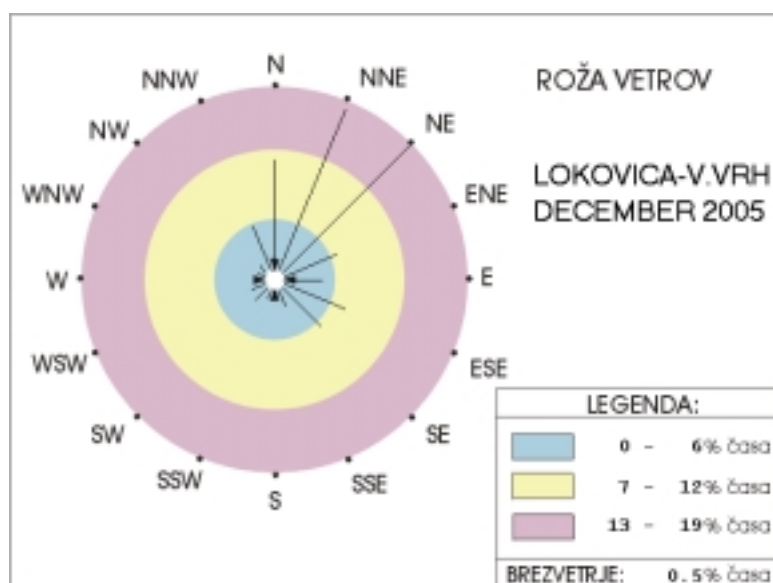 ROŽA VETROV
LOKOVICA-V.VRH
DECEMBER 2005
N
NNE
NE
ENE
E
ESE
SE
SSE
S
SSW
SW
WSW
W
WNW
NW
NNW
LEGENDA:
0 - 6% časa
7 - 12% časa
13 - 19% časa
BREZVETRJE: 0.5% časa